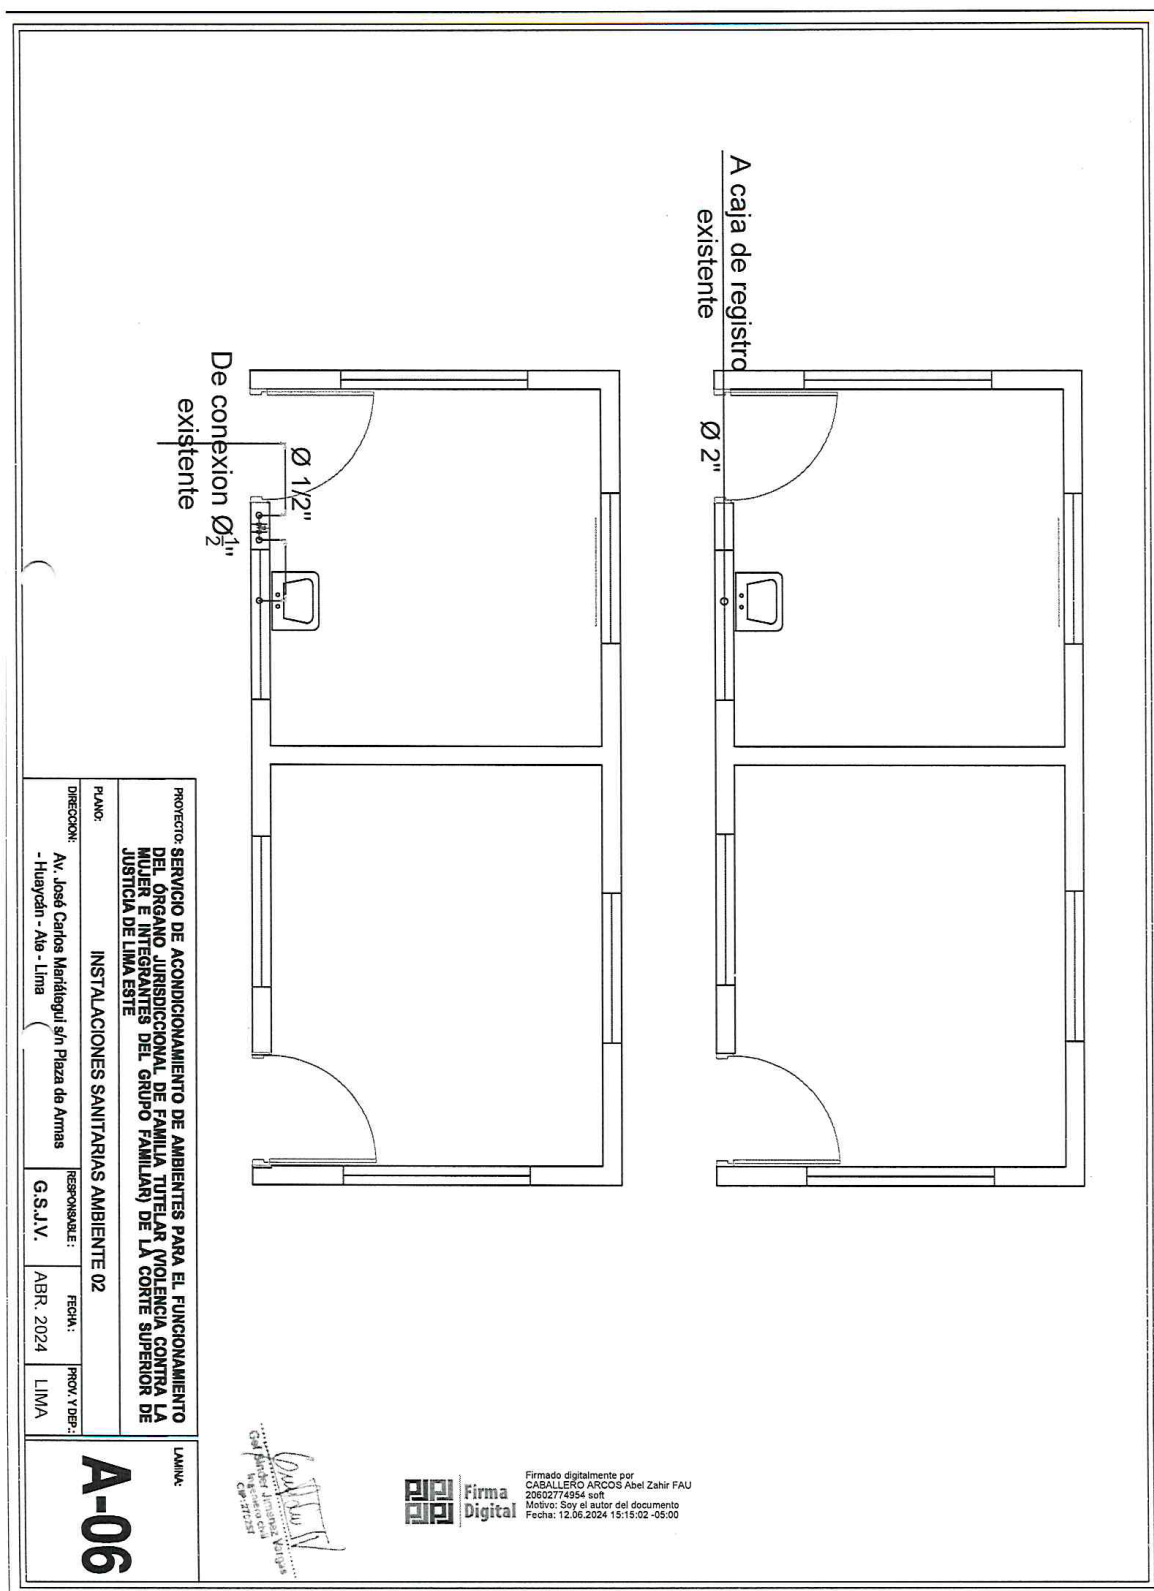 A caja de registro
existente
Ø 2"
De conexion Ø1/2"
existente
Ø 1/2"
PROYECTO: SERVICIO DE ACONDICIONAMIENTO DE AMBIENTES PARA EL FUNCIONAMIENTO
DEL ÓRGANO JURISDICCIONAL DE FAMILIA TUTELAR (VIOLENCIA CONTRA LA
MUJER E INTEGRANTES DEL GRUPO FAMILIAR) DE LA CORTE SUPERIOR DE
JUSTICIA DE LIMA ESTE
PLANO:
INSTALACIONES SANITARIAS AMBIENTE 02
DIRECCION:
Av. José Carlos Mariátegui s/n Plaza de Armas
- Huaycán - Ate - Lima
RESPONSABLE :
G.S.J.V.
FECHA :
ABR. 2024
PROV. Y DEP.:
LIMA
LAMINA:
A-06
Vargas
Firma
Digital
Firmado digitalmente por
CABALLERO ARCOS Abel Zahir FAU
20602774954 soft
Motivo: Soy el autor del documento
Fecha: 12.06.2024 15:15:02 -05:00